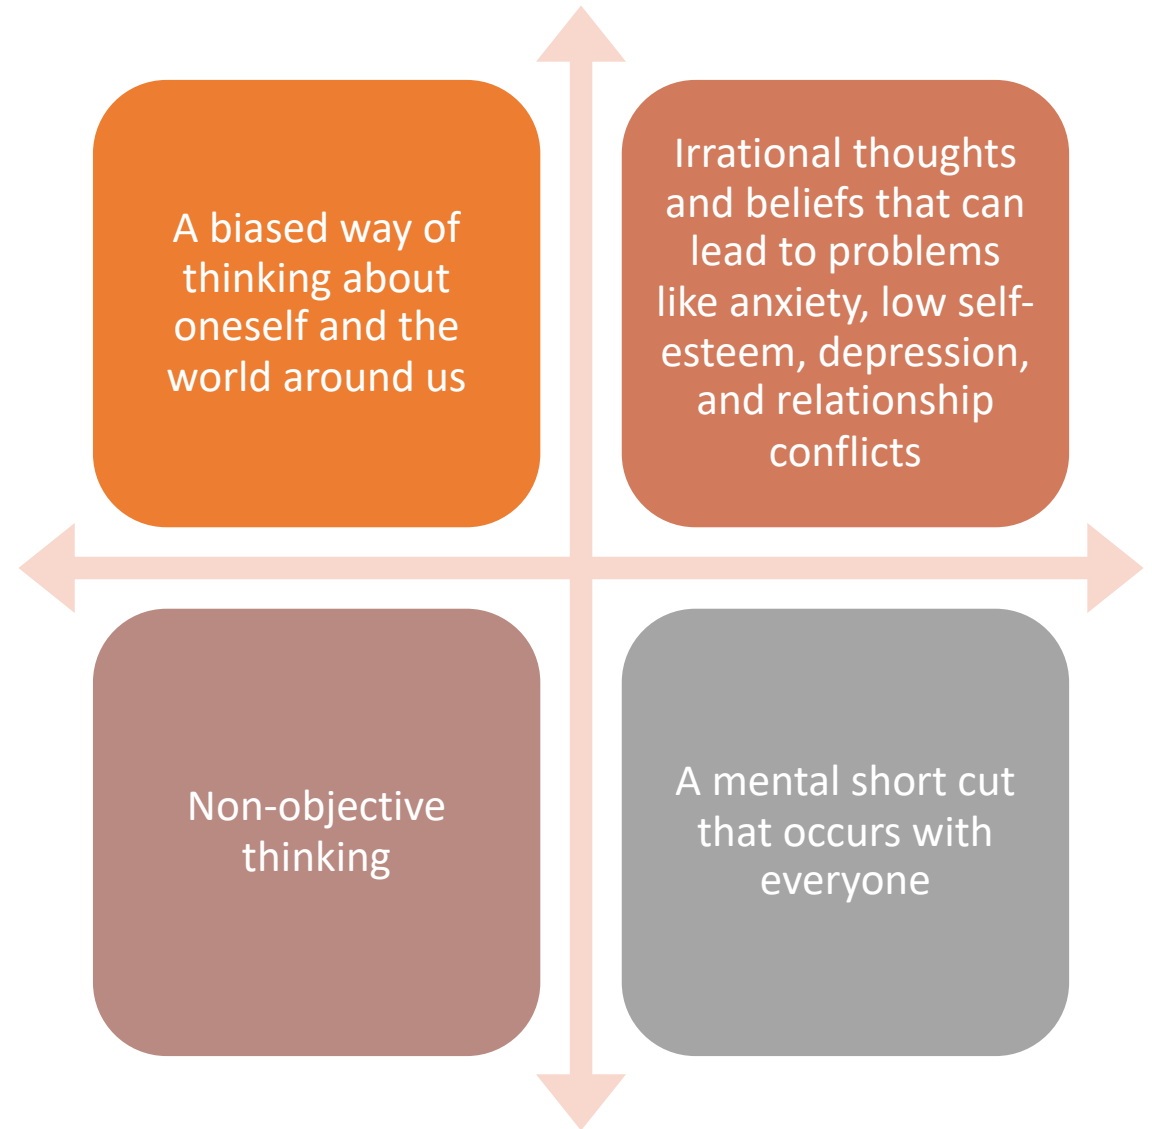 A biased way of
thinking about
oneself and the
world around us
Irrational thoughts
and beliefs that can
lead to problems
like anxiety, low self-
esteem, depression,
and relationship
conflicts
Non-objective
thinking
A mental short cut
that occurs with
everyone